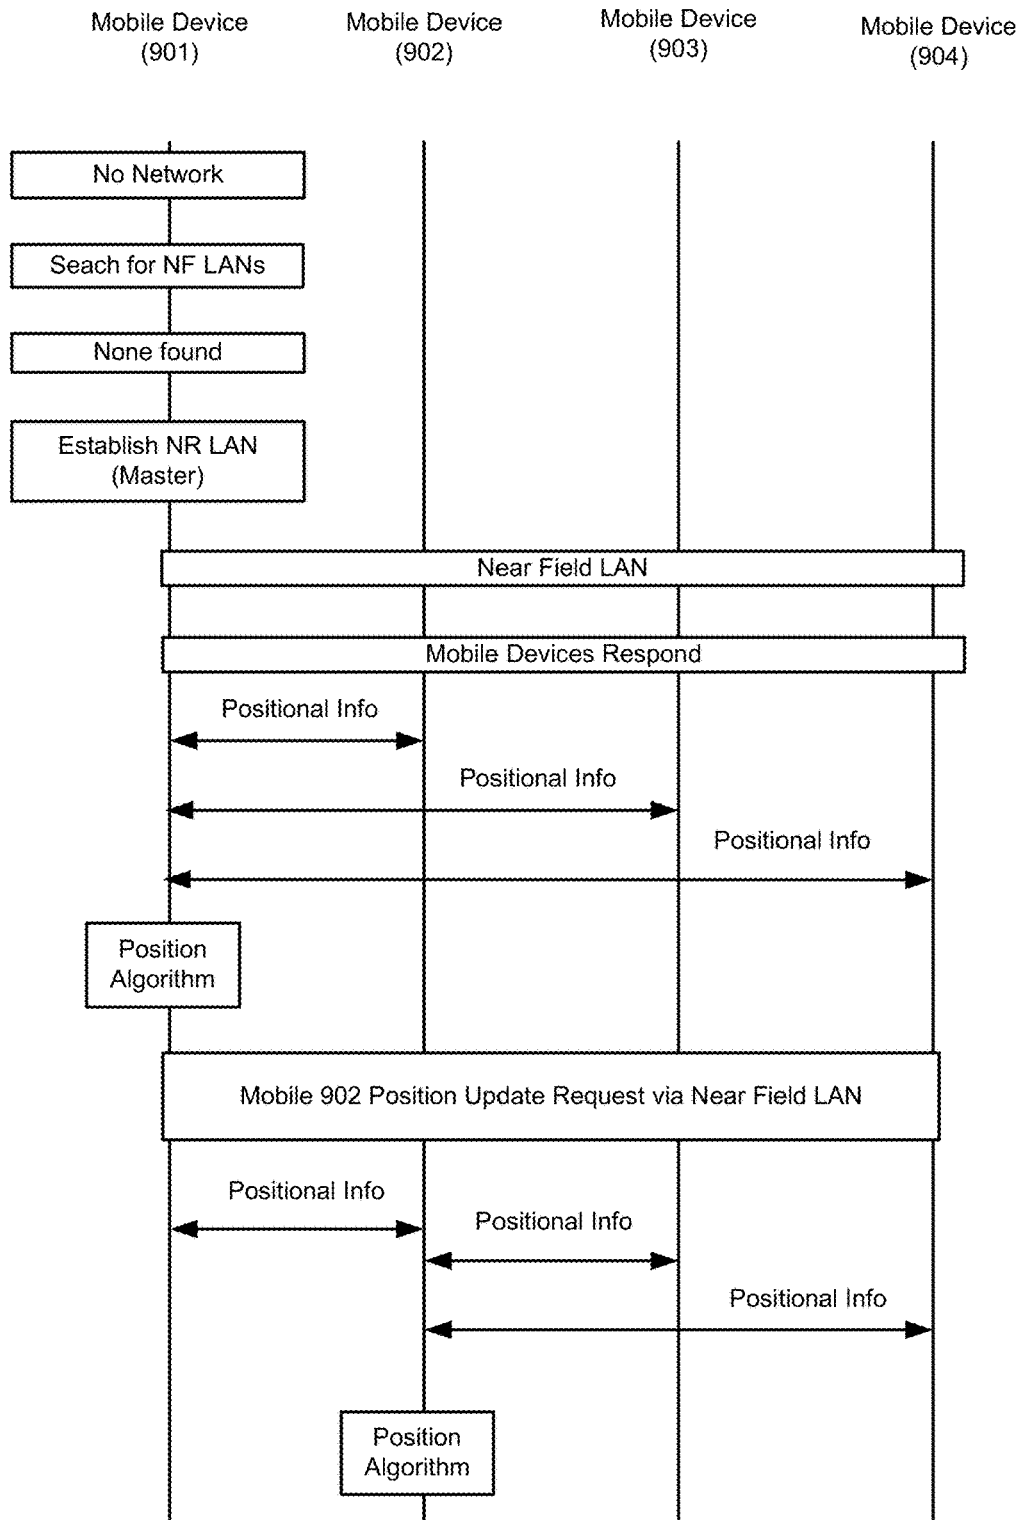 Mobile Device
(901)
Mobile Device
(902)
Mobile Device
(903)
Mobile Device
(904)
No Network
Seach for NF LANs
None found
Establish NR LAN
(Master)
Near Field LAN
Mobile Devices Respond
Positional Info
Positional Info
Positional Info
Position
Algorithm
Mobile 902 Position Update Request via Near Field LAN
Positional Info
Positional Info
Positional Info
Position
Algorithm